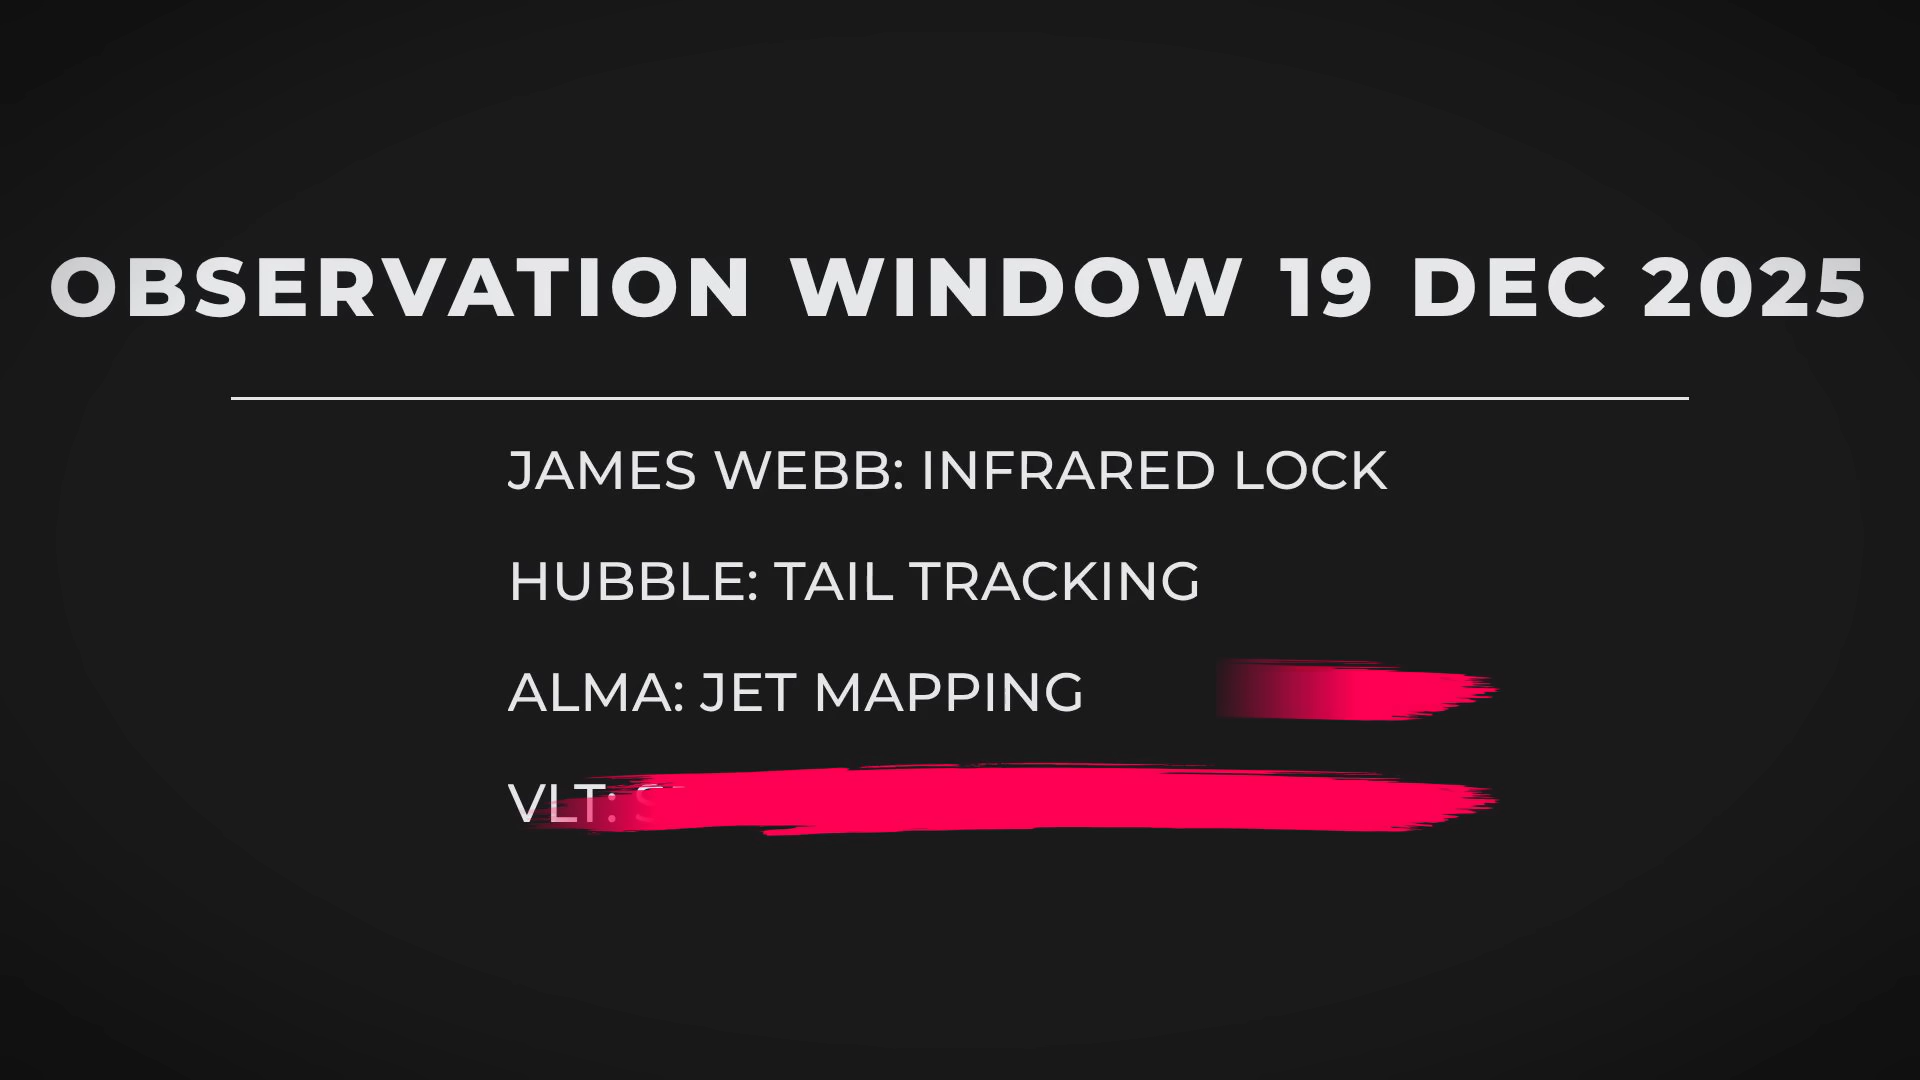 OBSERVATION WINDOW 19 DEC 2025
JAMES WEBB: INFRARED LOCK
HUBBLE: TAIL TRACKING
ALMA: JET MAPPING
VLT: